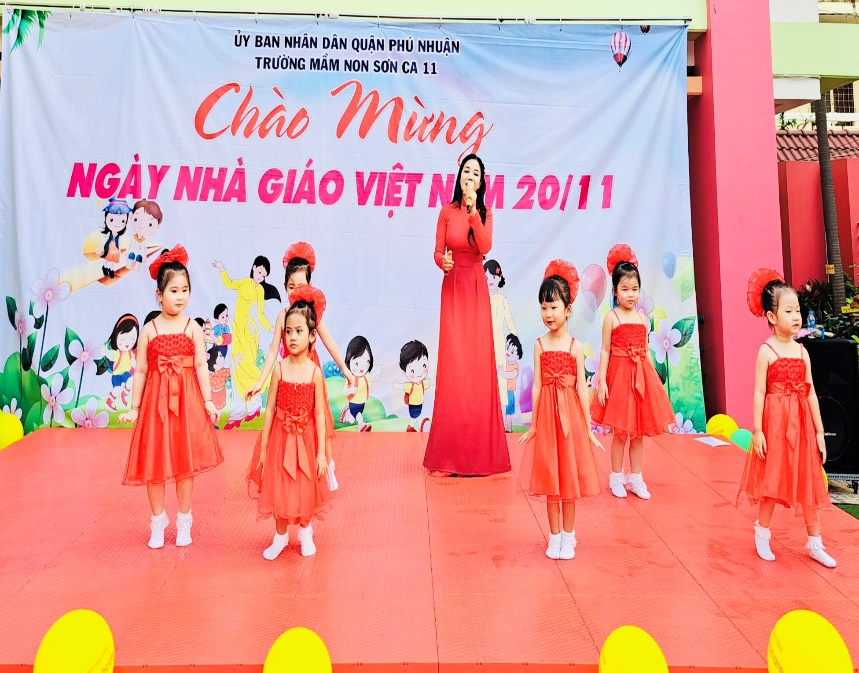 ỦY BAN NHÂN DÂN QUẬN PHÚ NHUẬN
TRƯỜNG MẦM NON SƠN CA 11
Chào Mừng
NGÀY NHÀ GIÁO VIỆT NAM 20/11